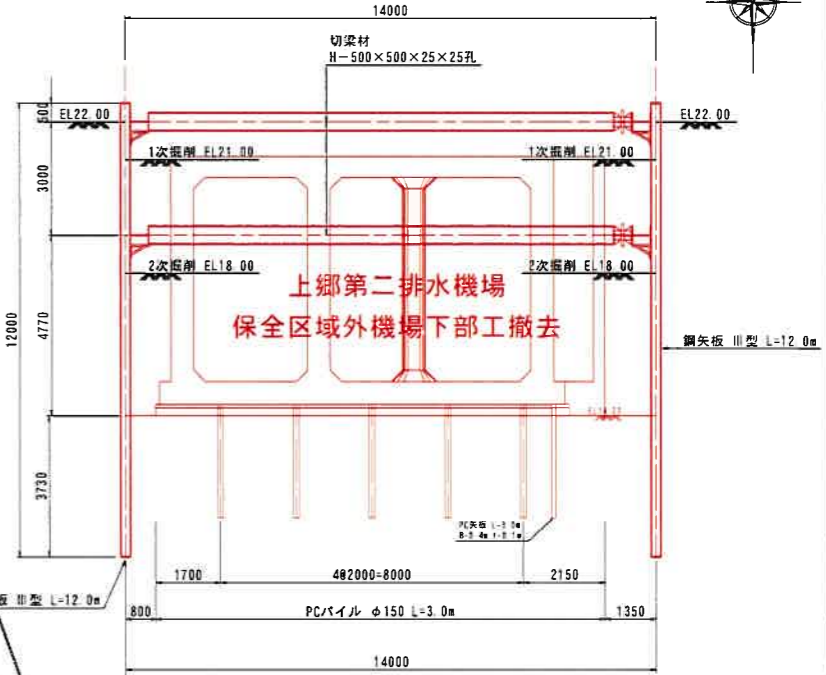 14000
切梁材
H-500×500×25×25孔
500
EL22.00
EL22.00
1次掘削 EL21.00
1次掘削 EL21.00
3000
2次掘削 EL18.00
2次掘削 EL18.00
上郷第二排水機場
保全区域外機場下部工撤去
12000
4770
鋼矢板 III型 L=12.0m
3730
PC矢板
1700
4@2000=8000
2150
板 III型 L=12.0m
800
PCパイル φ150 L=3.0m
1350
14000